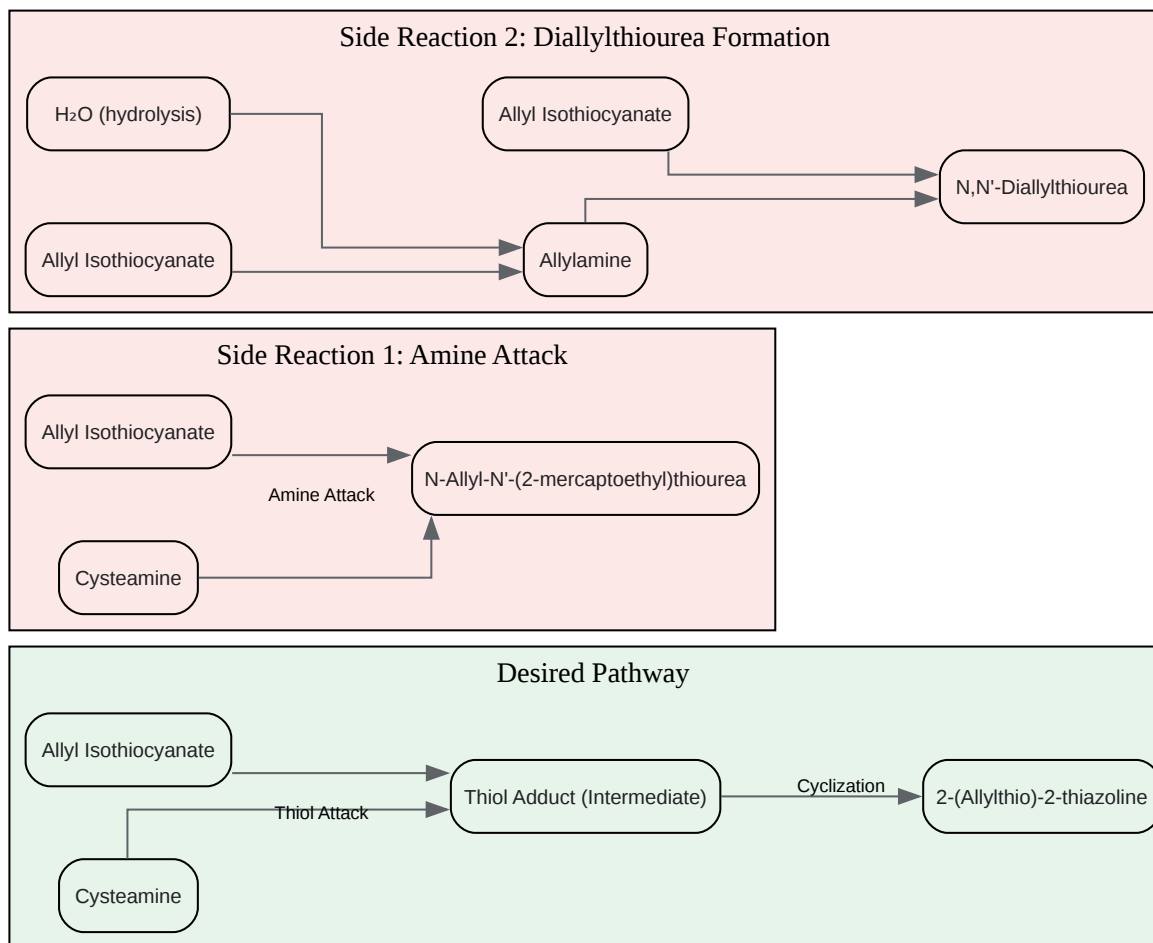 Side Reaction 2: Diallylthiourea Formation
H₂O (hydrolysis)
Allyl Isothiocyanate
N,N'-Diallylthiourea
Allyl Isothiocyanate
Allylamine
Side Reaction 1: Amine Attack
Allyl Isothiocyanate
N-Allyl-N'-(2-mercaptoethyl)thiourea
Amine Attack
Cysteamine
Desired Pathway
Allyl Isothiocyanate
Thiol Adduct (Intermediate)
Cyclization
2-(Allylthio)-2-thiazoline
Thiol Attack
Cysteamine